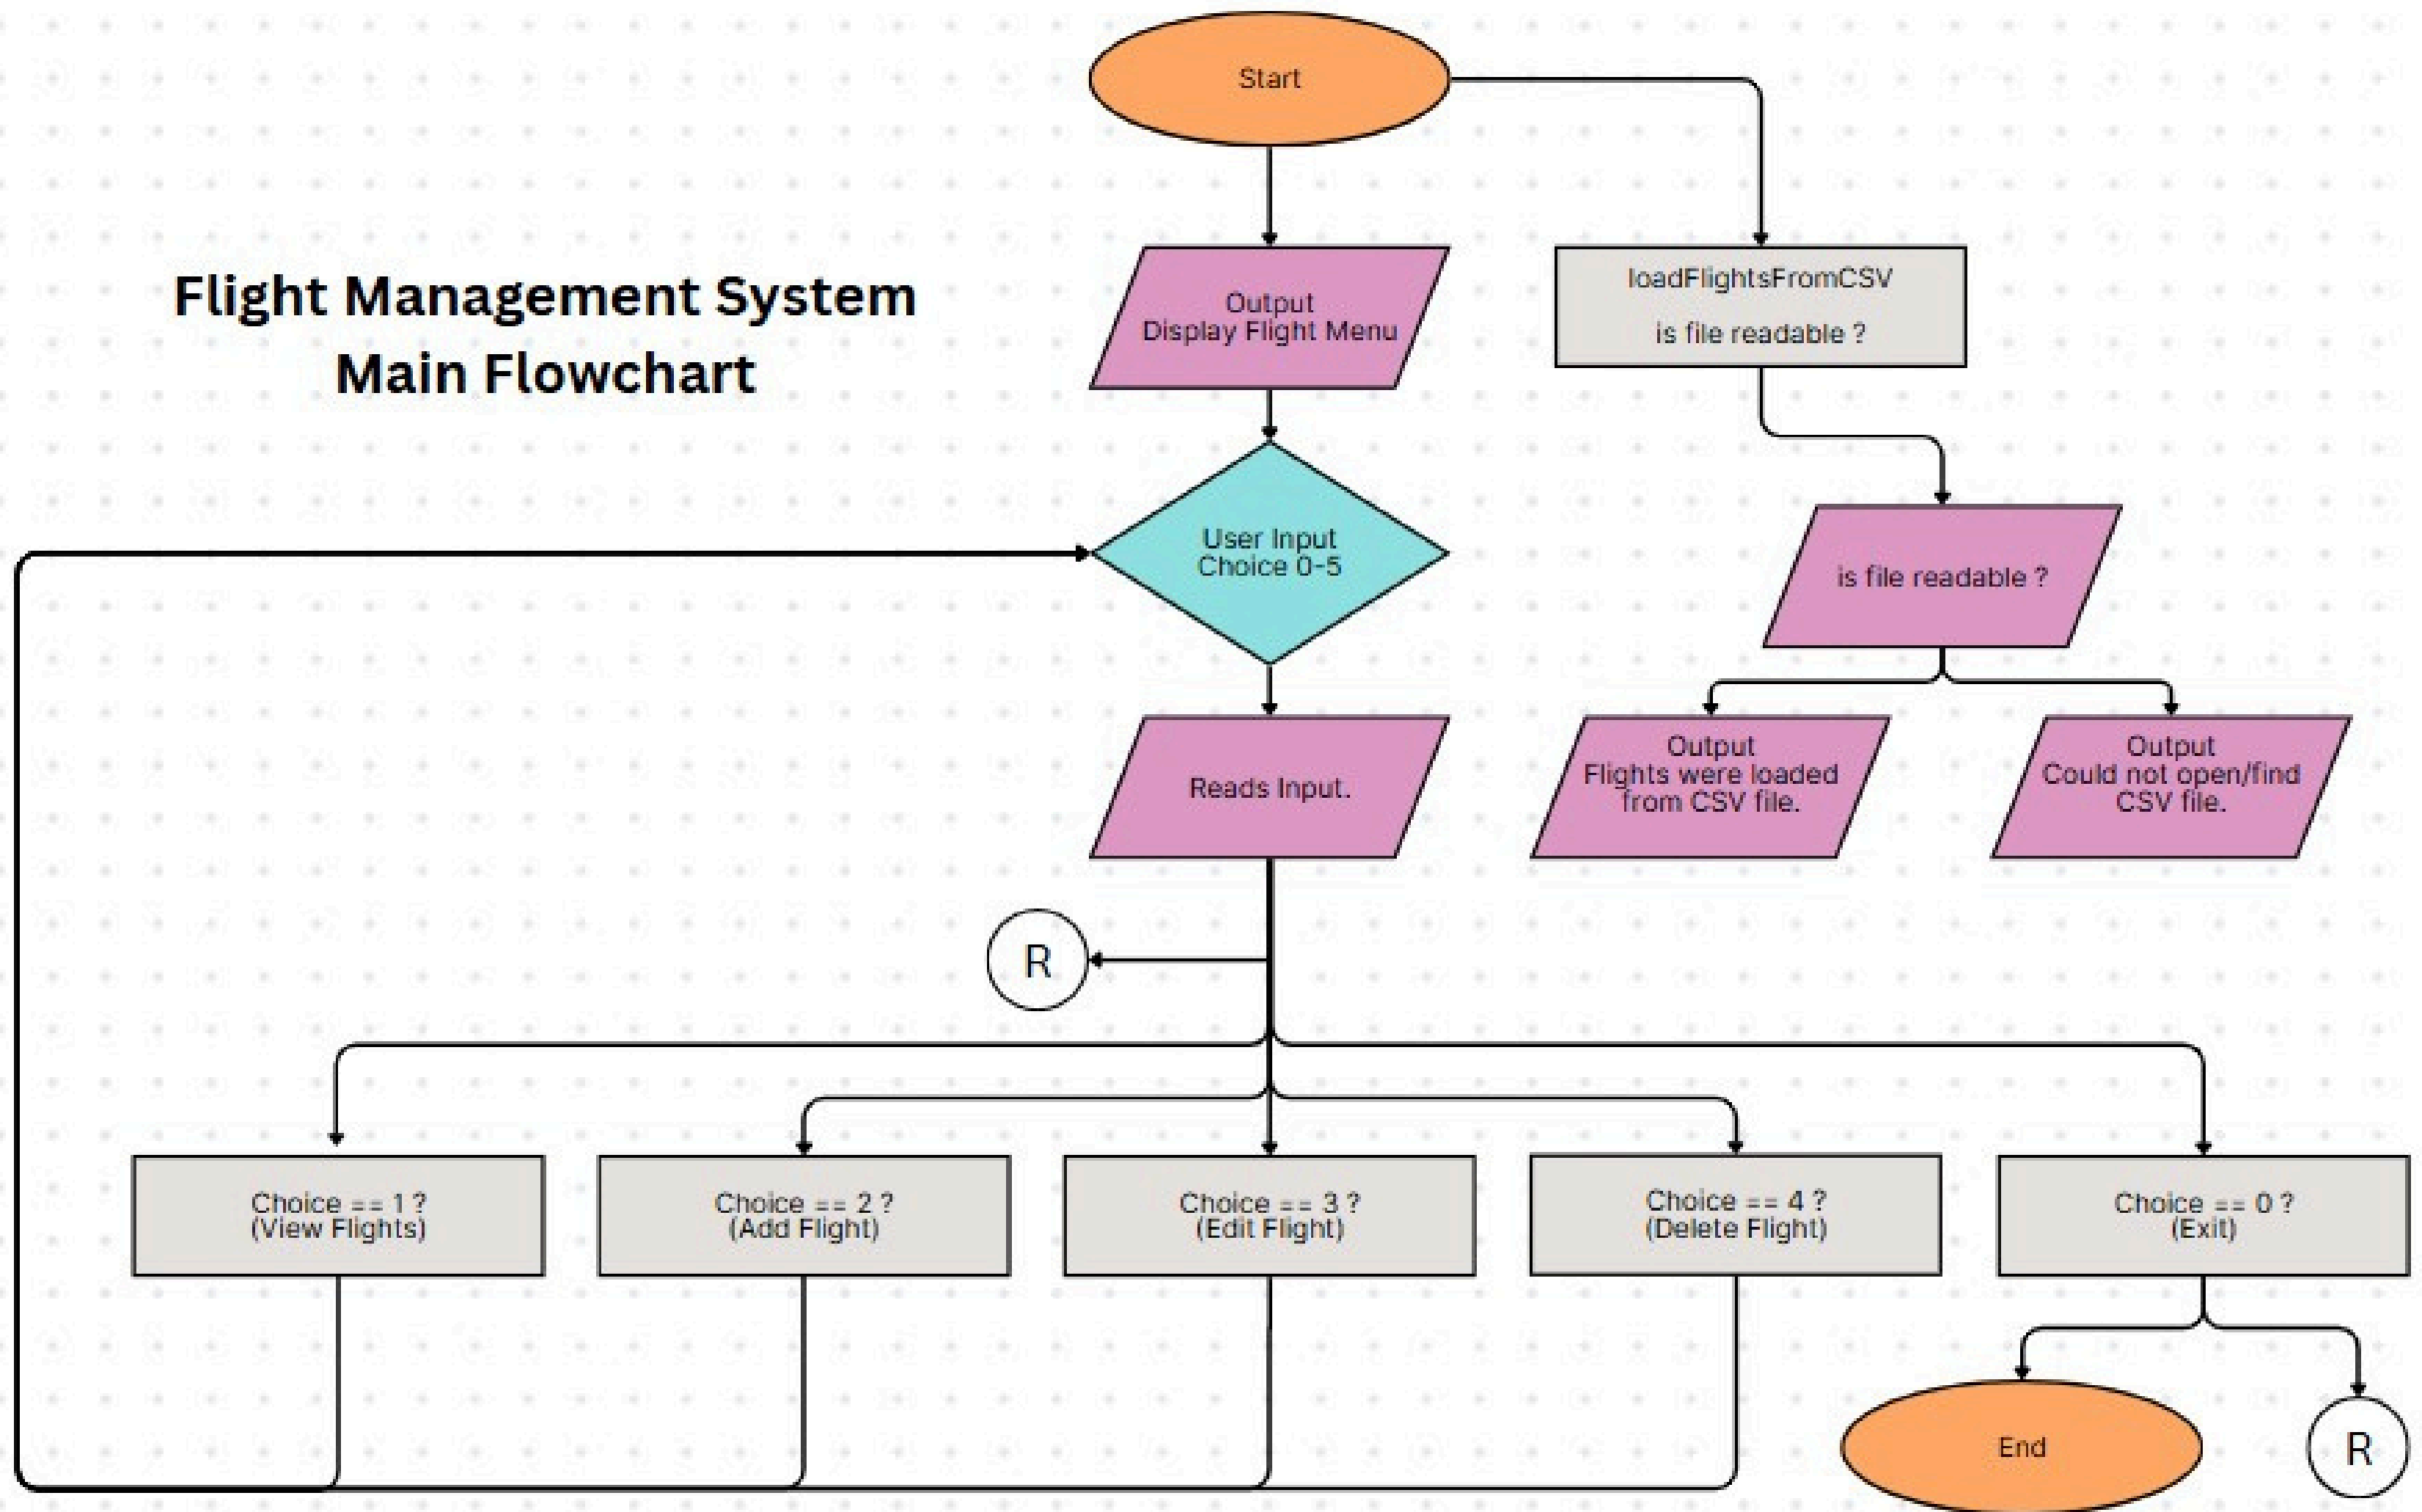 Start
Flight Management System
Main Flowchart
Output
Display Flight Menu
loadFlightsFromCSV
is file readable ?
User Input
Choice 0-5
is file readable ?
Reads Input.
Output
Flights were loaded
from CSV file.
Output
Could not open/find
CSV file.
R
Choice == 1 ?
(View Flights)
Choice == 2 ?
(Add Flight)
Choice == 3 ?
(Edit Flight)
Choice == 4 ?
(Delete Flight)
Choice == 0 ?
(Exit)
End
R